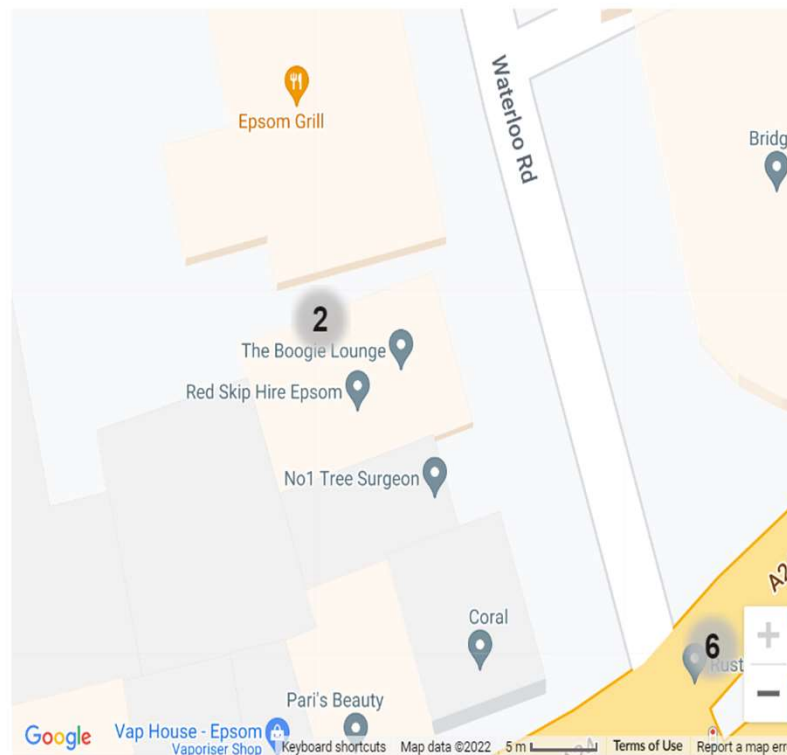 Epsom Grill
Waterloo Rd
Bridg
2
The Boogie Lounge
Red Skip Hire Epsom
No1 Tree Surgeon
A2
Coral
6
+
Rust
−
Pari's Beauty
Google
Vap House - Epsom
Vaporiser Shop
Keyboard shortcuts
Map data ©2022
5 m
Terms of Use
Report a map err